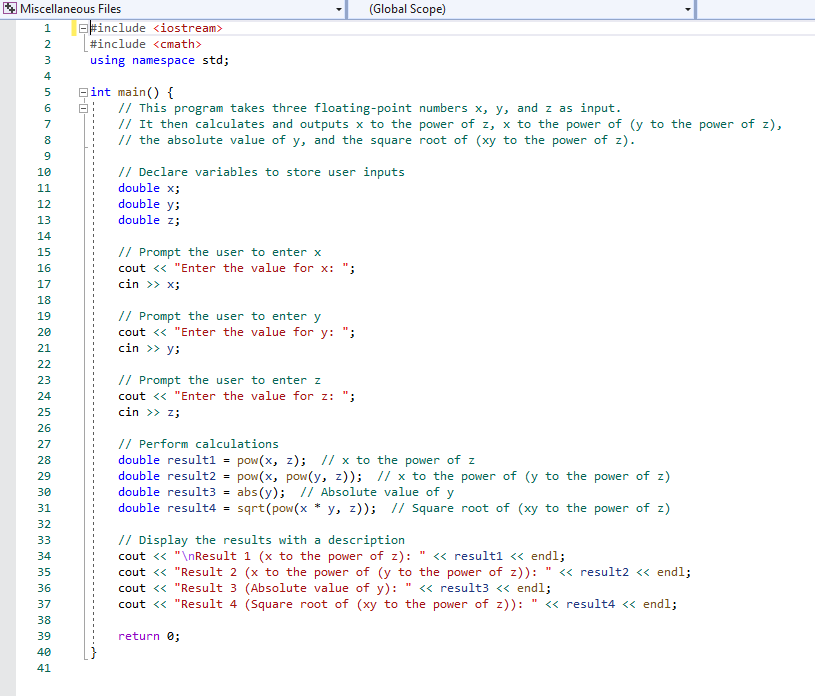 Miscellaneous Files (Global Scope)
1 #include <iostream>
2 #include <cmath>
3 using namespace std;
4
5 int main() {
6 // This program takes three floating-point numbers x, y, and z as input.
7 // It then calculates and outputs x to the power of z, x to the power of (y to the power of z),
8 // the absolute value of y, and the square root of (xy to the power of z).
9
10 // Declare variables to store user inputs
11 double x;
12 double y;
13 double z;
14
15 // Prompt the user to enter x
16 cout << "Enter the value for x: ";
17 cin >> x;
18
19 // Prompt the user to enter y
20 cout << "Enter the value for y: ";
21 cin >> y;
22
23 // Prompt the user to enter z
24 cout << "Enter the value for z: ";
25 cin >> z;
26
27 // Perform calculations
28 double result1 = pow(x, z);  // x to the power of z
29 double result2 = pow(x, pow(y, z));  // x to the power of (y to the power of z)
30 double result3 = abs(y);  // Absolute value of y
31 double result4 = sqrt(pow(x * y, z));  // Square root of (xy to the power of z)
32
33 // Display the results with a description
34 cout << "\nResult 1 (x to the power of z): " << result1 << endl;
35 cout << "Result 2 (x to the power of (y to the power of z)): " << result2 << endl;
36 cout << "Result 3 (Absolute value of y): " << result3 << endl;
37 cout << "Result 4 (Square root of (xy to the power of z)): " << result4 << endl;
38
39 return 0;
40 }
41